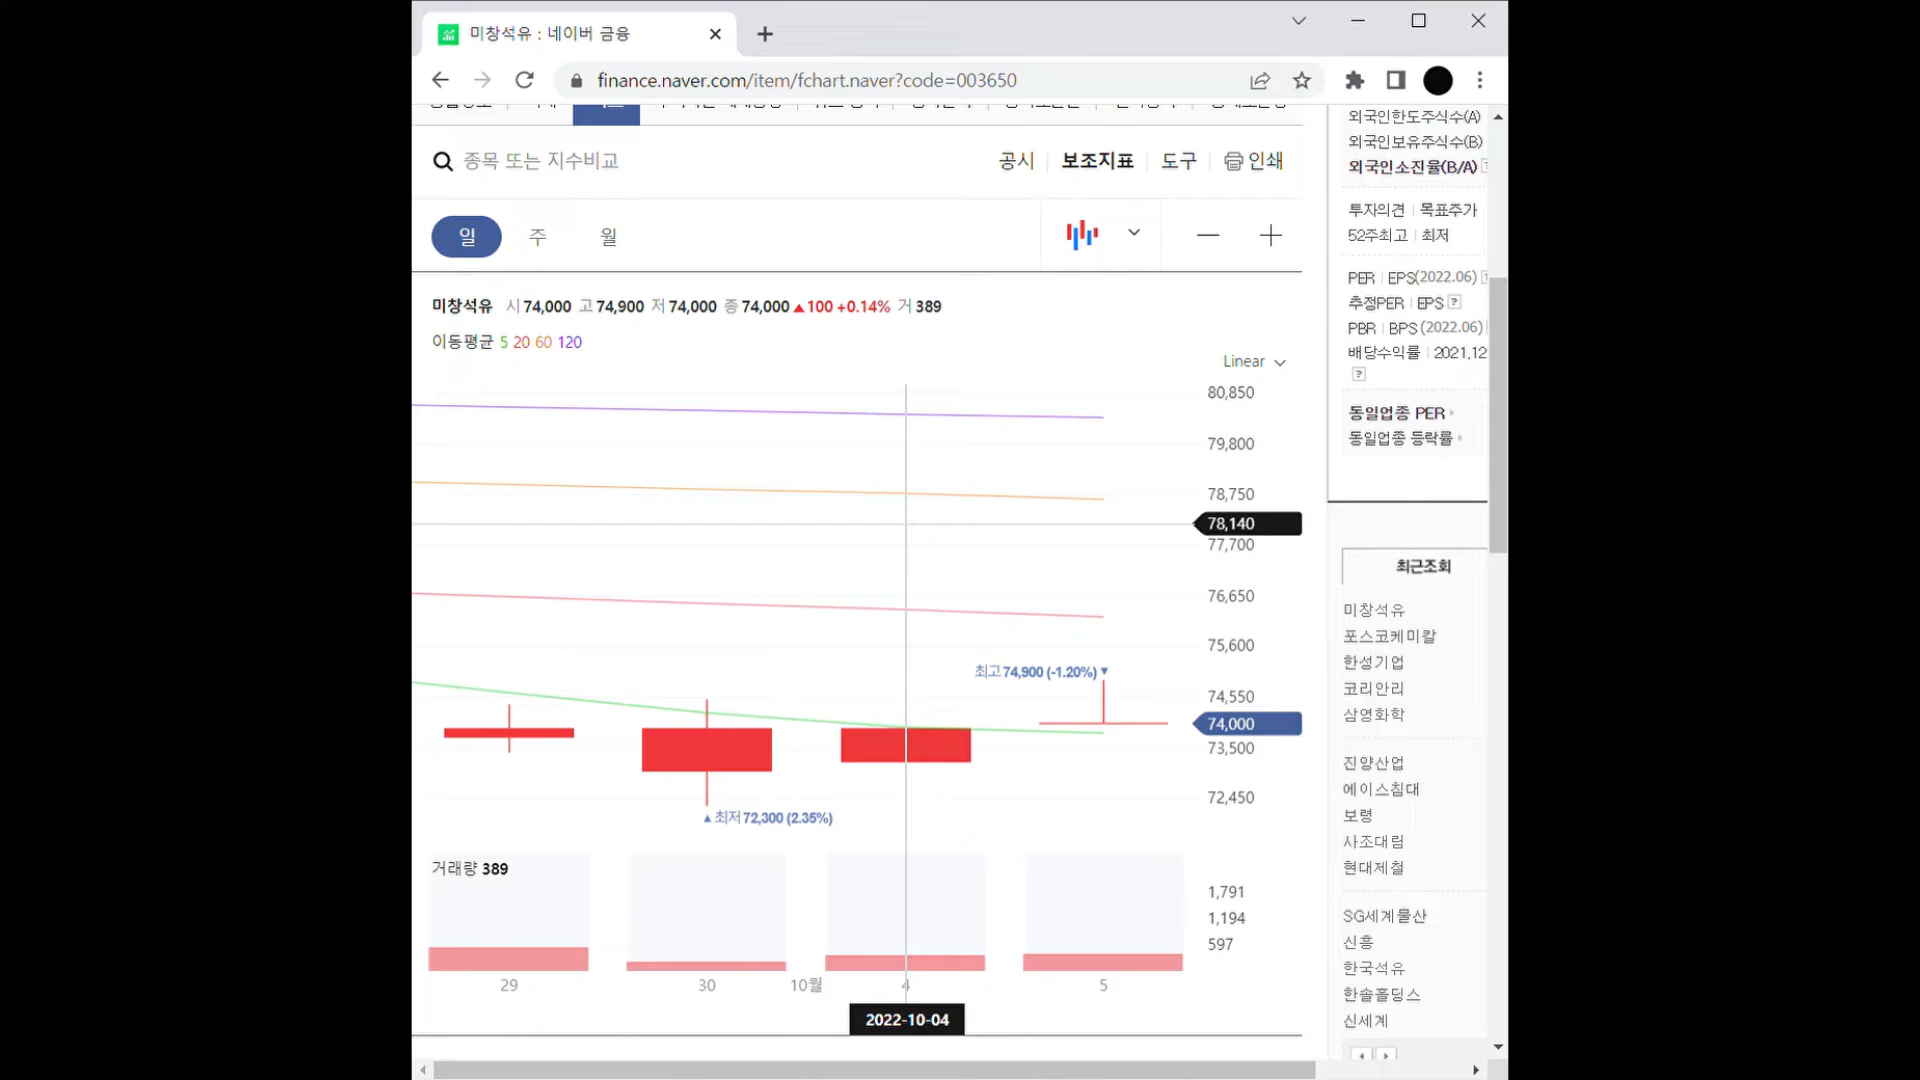 미창석유 : 네이버 금융
finance.naver.com/item/fchart.naver?code=003650
종목 또는 지수비교
공시 보조지표 도구 인쇄
일 주 월
미창석유 시 74,000 고 74,900 저 74,000 종 74,000 ▲100 +0.14% 거 389
이동평균 5 20 60 120
Linear
80,850
79,800
78,750
78,140
77,700
76,650
75,600
74,550
74,000
73,500
72,450
최고 74,900 (-1.20%) ▼
▲ 최저 72,300 (2.35%)
거래량 389
1,791
1,194
597
29 30 10월 4 5
2022-10-04
외국인한도주식수(A)
외국인보유주식수(B)
외국인소진율(B/A) ?
투자의견 | 목표주가
52주최고 | 최저
PER | EPS(2022.06) ?
추정PER | EPS ?
PBR | BPS (2022.06)
배당수익률 | 2021.12
?
동일업종 PER
동일업종 등락률
최근조회
미창석유
포스코케미칼
한성기업
코리안리
삼영화학
진양산업
에이스침대
보령
사조대림
현대제철
SG세계물산
신흥
한국석유
한솔홀딩스
신세계